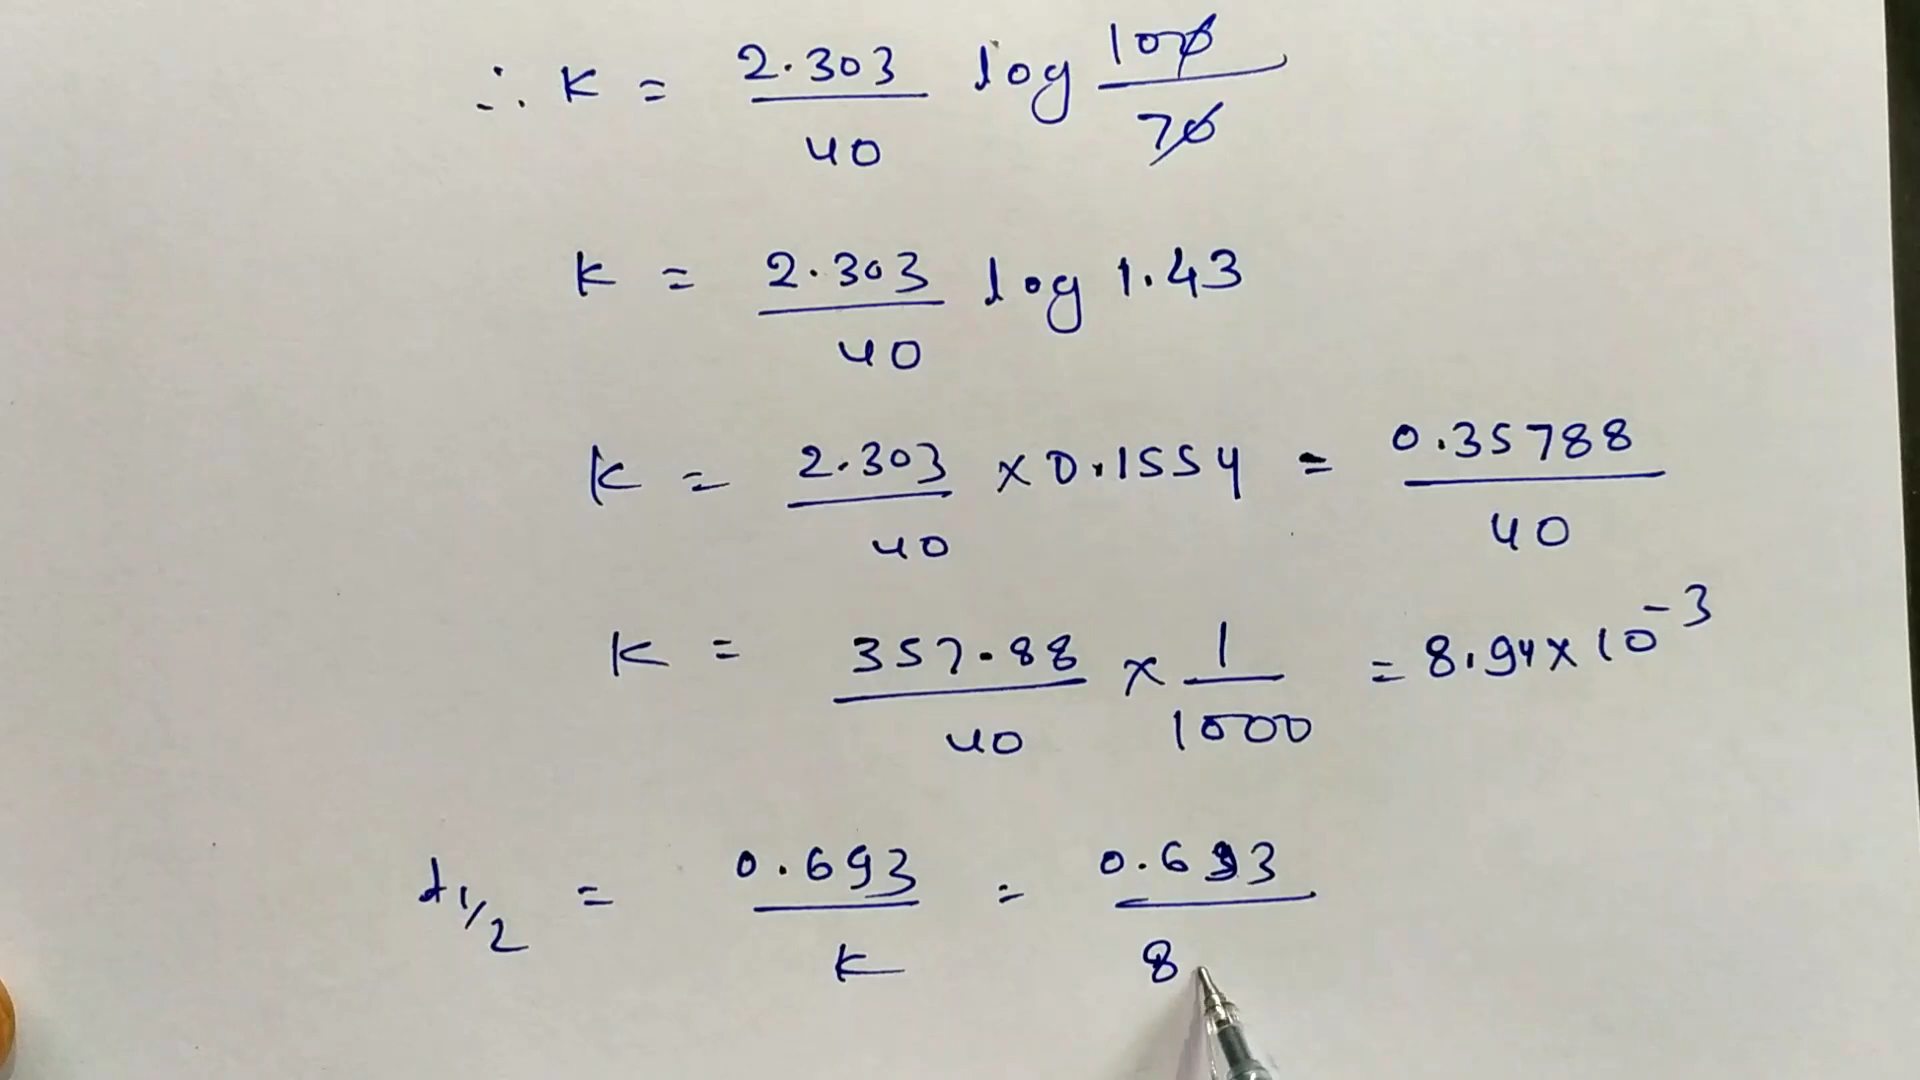 ∴ K = 2.303/40 log 100/70
K = 2.303/40 log 1.43
K = 2.303/40 × 0.1554 = 0.35788/40
K = 357.88/40 × 1/1000 = 8.94 × 10⁻³
t1/2 = 0.693/K = 0.693/8